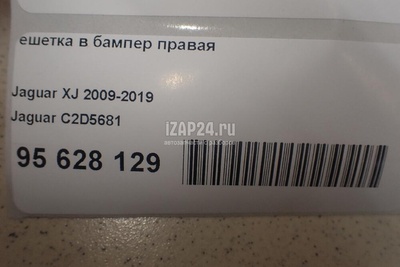 ешетка в бампер правая
Jaguar XJ 2009-2019
Jaguar C2D5681
IZAP24.ru
95 628 129